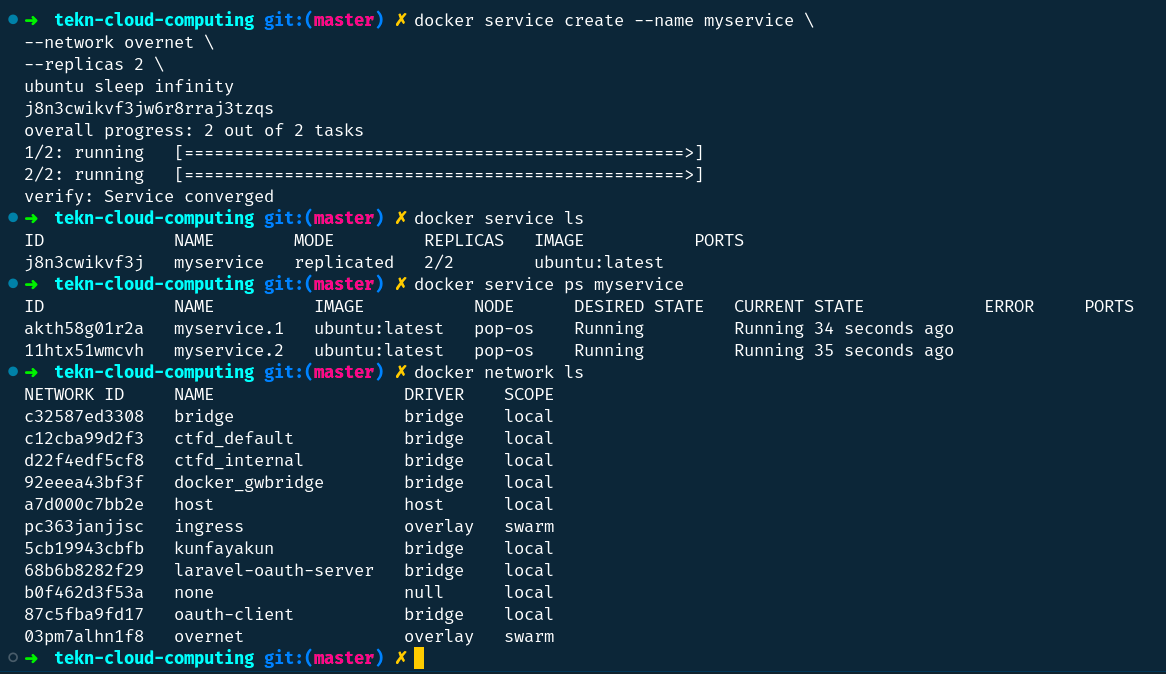 ➜  tekn-cloud-computing git:(master) ✗ docker service create --name myservice \
--network overnet \
--replicas 2 \
ubuntu sleep infinity
j8n3cwikvf3jw6r8rraj3tzqs
overall progress: 2 out of 2 tasks
1/2: running   [==================================================>]
2/2: running   [==================================================>]
verify: Service converged
➜  tekn-cloud-computing git:(master) ✗ docker service ls
ID             NAME        MODE         REPLICAS   IMAGE           PORTS
j8n3cwikvf3j   myservice   replicated   2/2        ubuntu:latest
➜  tekn-cloud-computing git:(master) ✗ docker service ps myservice
ID             NAME          IMAGE           NODE      DESIRED STATE   CURRENT STATE            ERROR     PORTS
akth58g01r2a   myservice.1   ubuntu:latest   pop-os    Running         Running 34 seconds ago
11htx51wmcvh   myservice.2   ubuntu:latest   pop-os    Running         Running 35 seconds ago
➜  tekn-cloud-computing git:(master) ✗ docker network ls
NETWORK ID     NAME                   DRIVER    SCOPE
c32587ed3308   bridge                 bridge    local
c12cba99d2f3   ctfd_default           bridge    local
d22f4edf5cf8   ctfd_internal          bridge    local
92eeea43bf3f   docker_gwbridge        bridge    local
a7d000c7bb2e   host                   host      local
pc363janjjsc   ingress                overlay   swarm
5cb19943cbfb   kunfayakun             bridge    local
68b6b8282f29   laravel-oauth-server   bridge    local
b0f462d3f53a   none                   null      local
87c5fba9fd17   oauth-client           bridge    local
03pm7alhn1f8   overnet                overlay   swarm
➜  tekn-cloud-computing git:(master) ✗